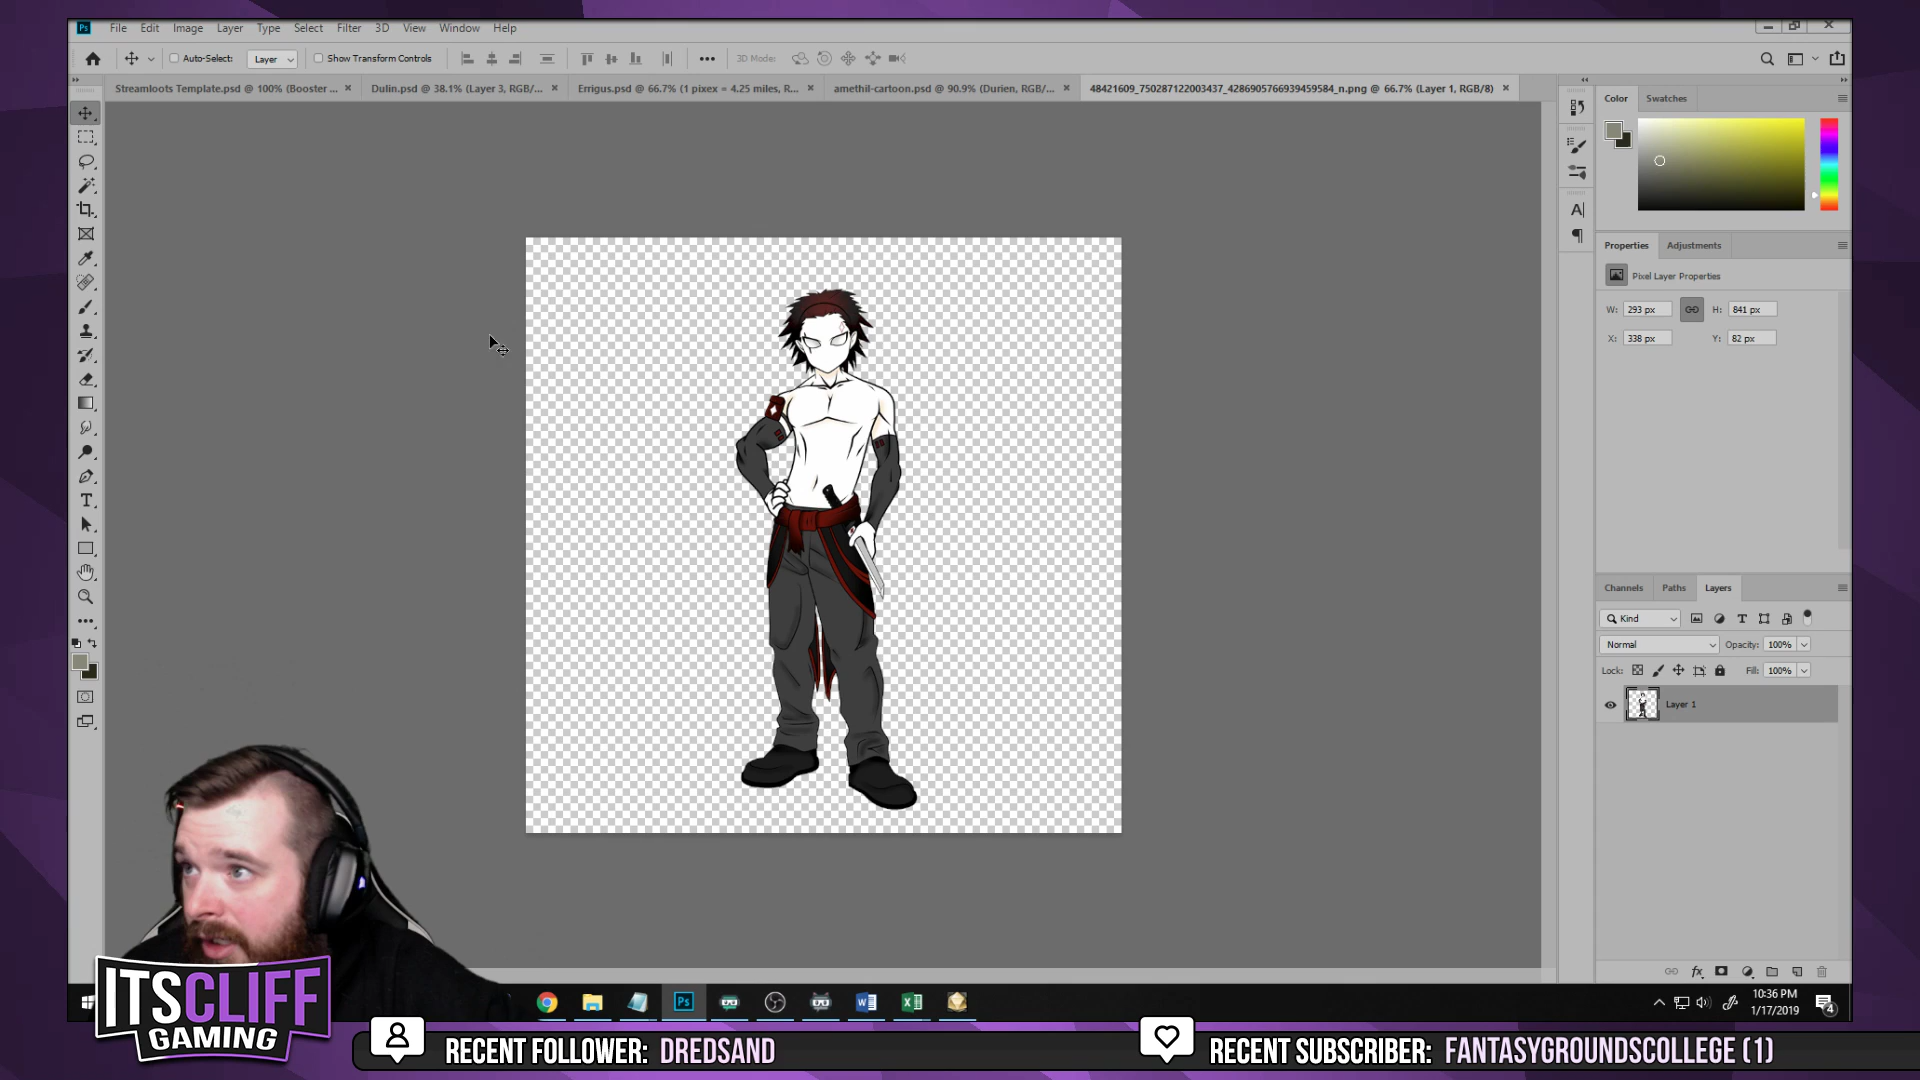 Ps File Edit Image Layer Type Select Filter 3D View Window Help
Auto-Select: Layer Show Transform Controls 3D Mode:
Streamloots Template.psd @ 100% (Booster ... Dulin.psd @ 38.1% (Layer 3, RGB/... Errigus.psd @ 66.7% (1 pixex = 4.25 miles, R... amethil-cartoon.psd @ 90.9% (Durien, RGB/... 48421609_750287122003437_4286905766939459584_n.png @ 66.7% (Layer 1, RGB/8)
Color Swatches
Properties Adjustments
Pixel Layer Properties
W: 293 px H: 841 px
X: 338 px Y: 82 px
Channels Paths Layers
Kind
Normal Opacity: 100%
Lock: Fill: 100%
Layer 1
fx
10:36 PM
1/17/2019
4
ITSCLIFF
GAMING
RECENT FOLLOWER: DREDSAND
RECENT SUBSCRIBER: FANTASYGROUNDSCOLLEGE (1)